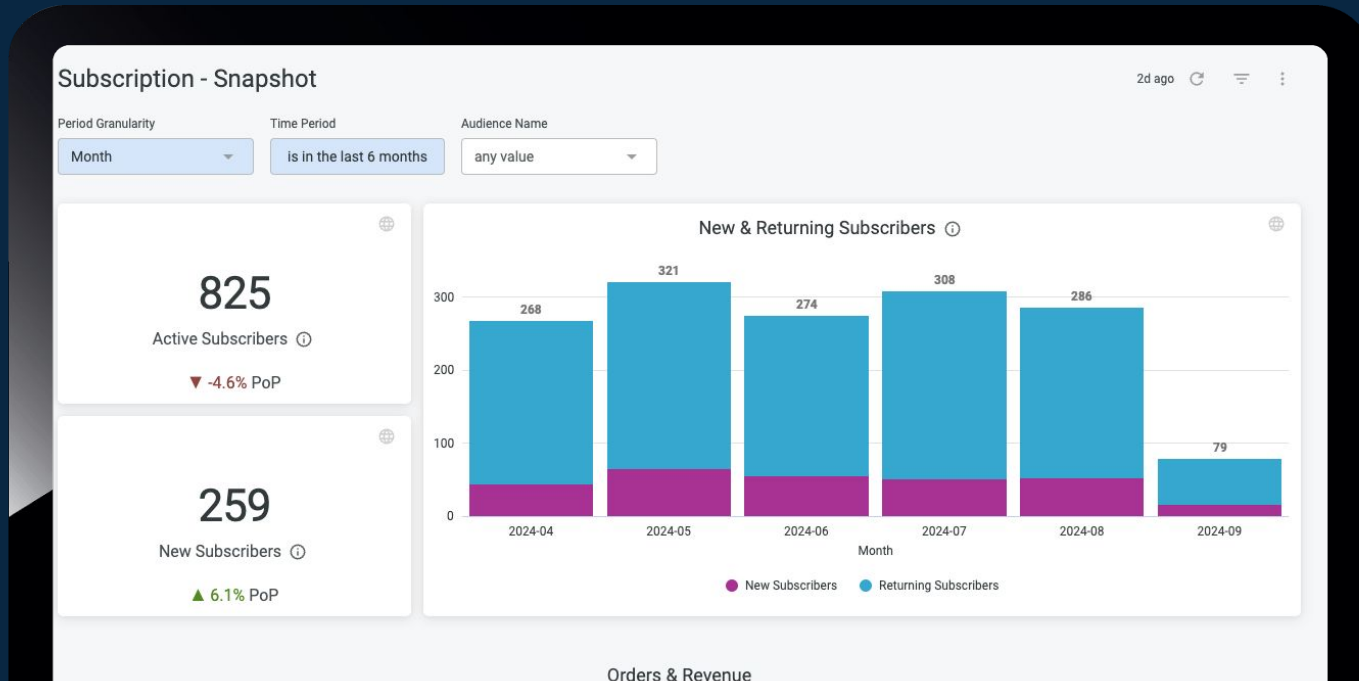 Subscription - Snapshot
2d ago
Period Granularity
Time Period
Audience Name
Month
is in the last 6 months
any value
825
Active Subscribers
▼ -4.6% PoP
259
New Subscribers
▲ 6.1% PoP
New & Returning Subscribers
300
200
100
0
268
321
274
308
286
79
2024-04
2024-05
2024-06
2024-07
2024-08
2024-09
Month
New Subscribers
Returning Subscribers
Orders & Revenue